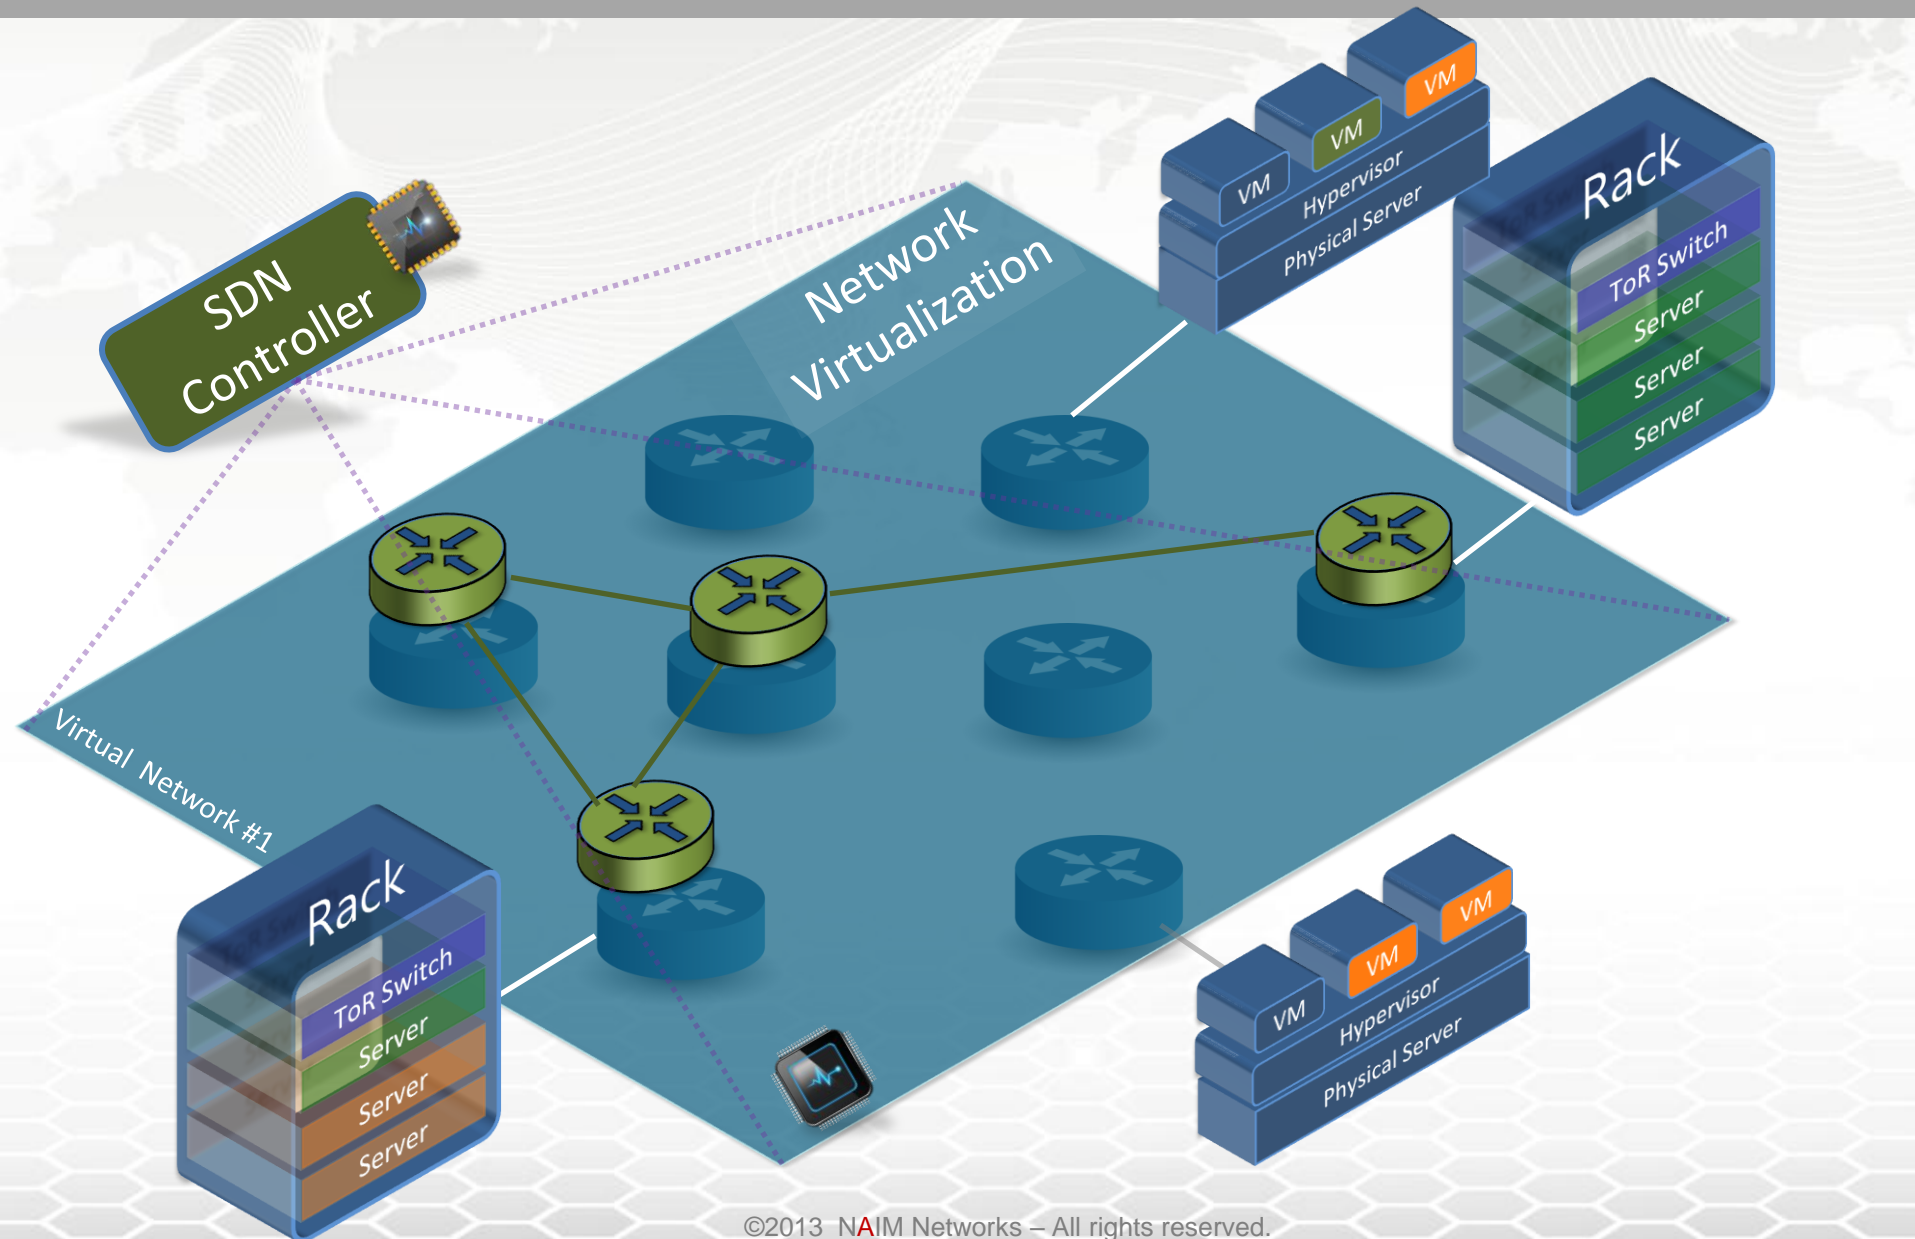 SDN
Controller
Network
Virtualization
VM
VM
VM
Hypervisor
Physical Server
Rack
ToR Switch
Server
Server
Server
Virtual Network #1
Rack
ToR Switch
Server
Server
Server
VM
VM
VM
Hypervisor
Physical Server
©2013 NAIM Networks – All rights reserved.